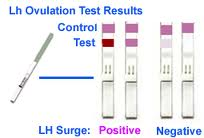 Lh Ovulation Test Results
Control
Test
LH Surge: Positive Negative